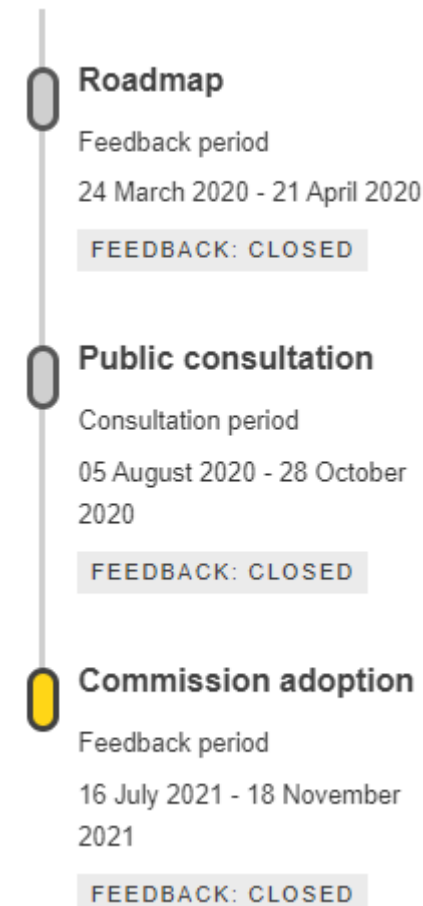 Roadmap
Feedback period
24 March 2020 - 21 April 2020
FEEDBACK: CLOSED
Public consultation
Consultation period
05 August 2020 - 28 October
2020
FEEDBACK: CLOSED
Commission adoption
Feedback period
16 July 2021 - 18 November
2021
FEEDBACK: CLOSED